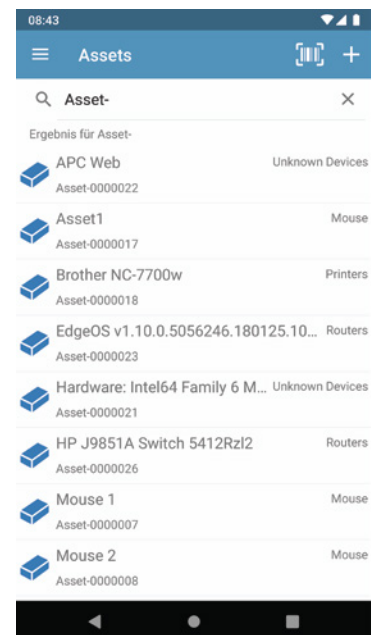 08:43
Assets
Asset-
Ergebnis für Asset-
APC Web Unknown Devices
Asset-0000022
Asset1 Mouse
Asset-0000017
Brother NC-7700w Printers
Asset-0000018
EdgeOS v1.10.0.5056246.180125.10... Routers
Asset-0000023
Hardware: Intel64 Family 6 M... Unknown Devices
Asset-0000021
HP J9851A Switch 5412Rzl2 Routers
Asset-0000026
Mouse 1 Mouse
Asset-0000007
Mouse 2 Mouse
Asset-0000008